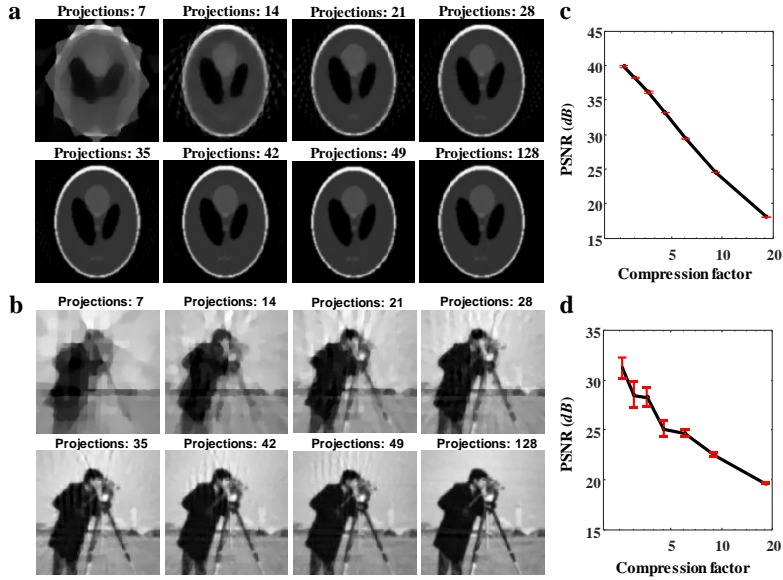 a
Projections: 7
Projections: 14
Projections: 21
Projections: 28
Projections: 35
Projections: 42
Projections: 49
Projections: 128
b
Projections: 7
Projections: 14
Projections: 21
Projections: 28
Projections: 35
Projections: 42
Projections: 49
Projections: 128
c
45
40
35
30
25
20
15
PSNR (dB)
5
10
20
Compression factor
d
35
30
25
20
15
PSNR (dB)
5
10
20
Compression factor